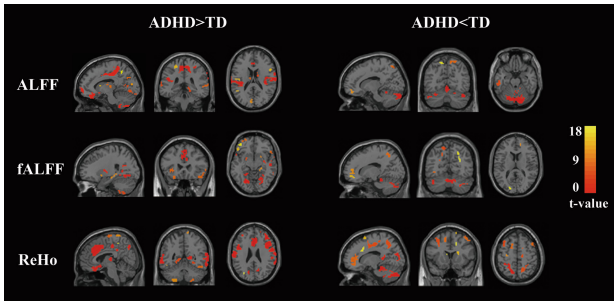 ADHD>TD
ADHD<TD
ALFF
fALFF
ReHo
18
9
0
t-value